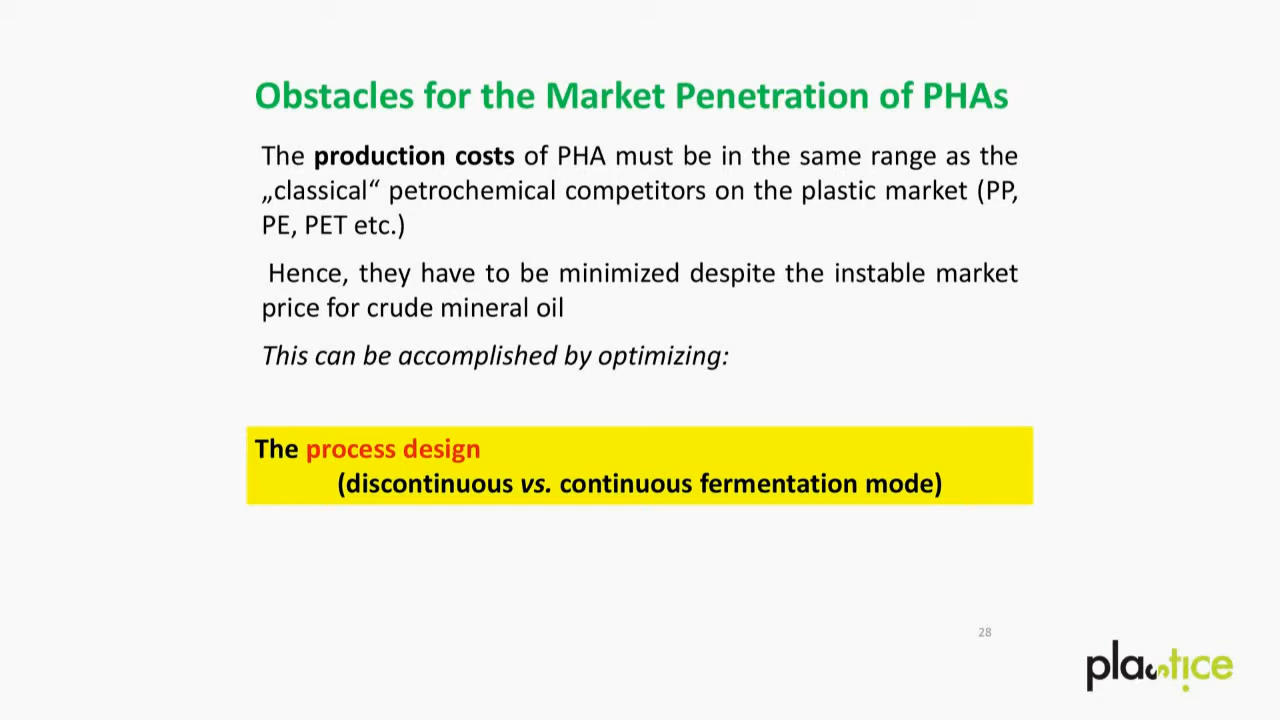 Obstacles for the Market Penetration of PHAs
The production costs of PHA must be in the same range as the
„classical“ petrochemical competitors on the plastic market (PP,
PE, PET etc.)
Hence, they have to be minimized despite the instable market
price for crude mineral oil
This can be accomplished by optimizing:
The process design
(discontinuous vs. continuous fermentation mode)
28
plastice